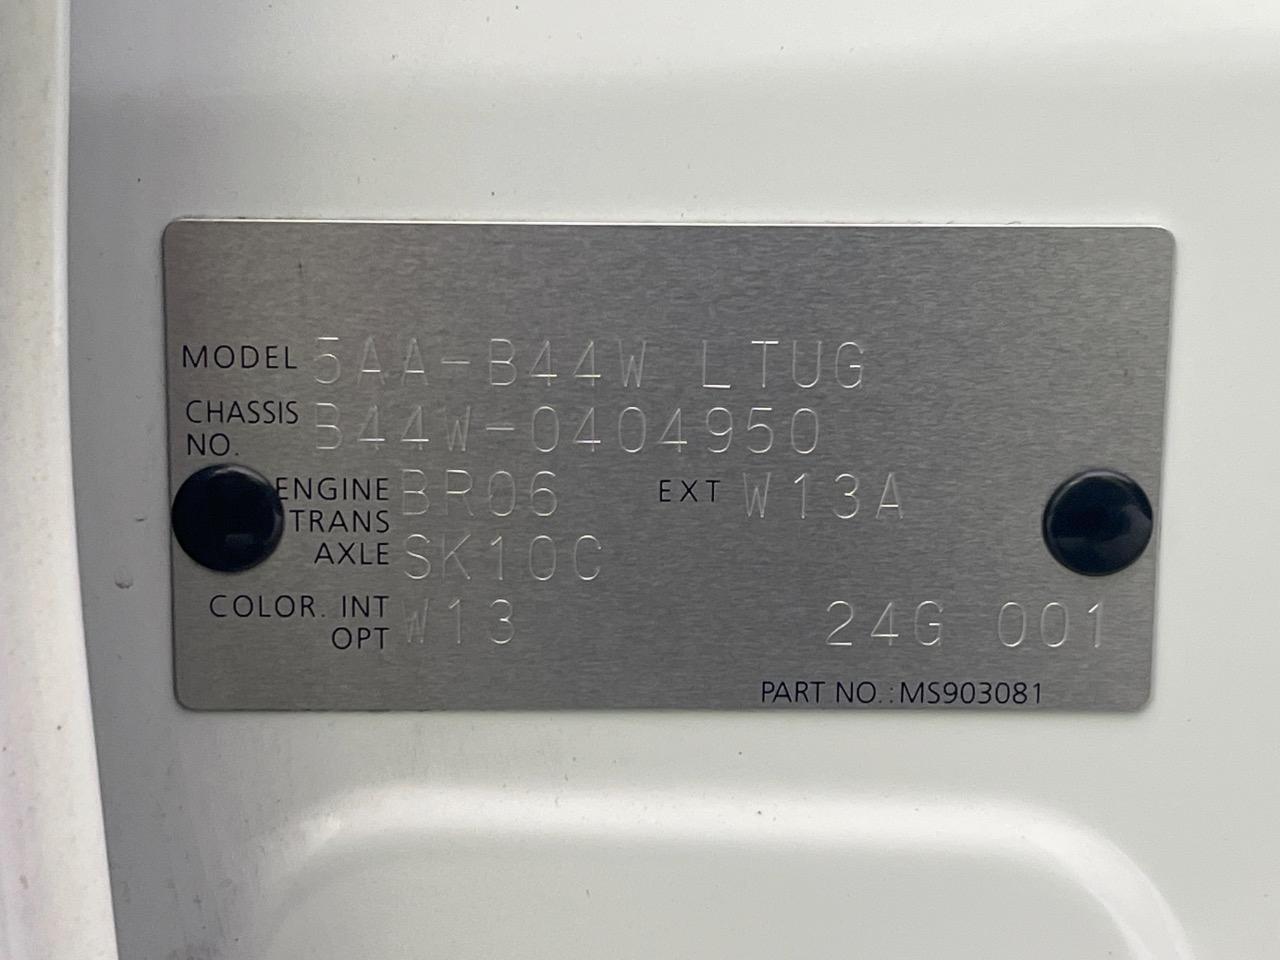 MODEL 5AA-B44W LTUG
CHASSIS NO. B44W-0404950
ENGINE BR06 EXT W13A
TRANS AXLE SK10C
COLOR. INT OPT W13 24G 001
PART NO.:MS903081